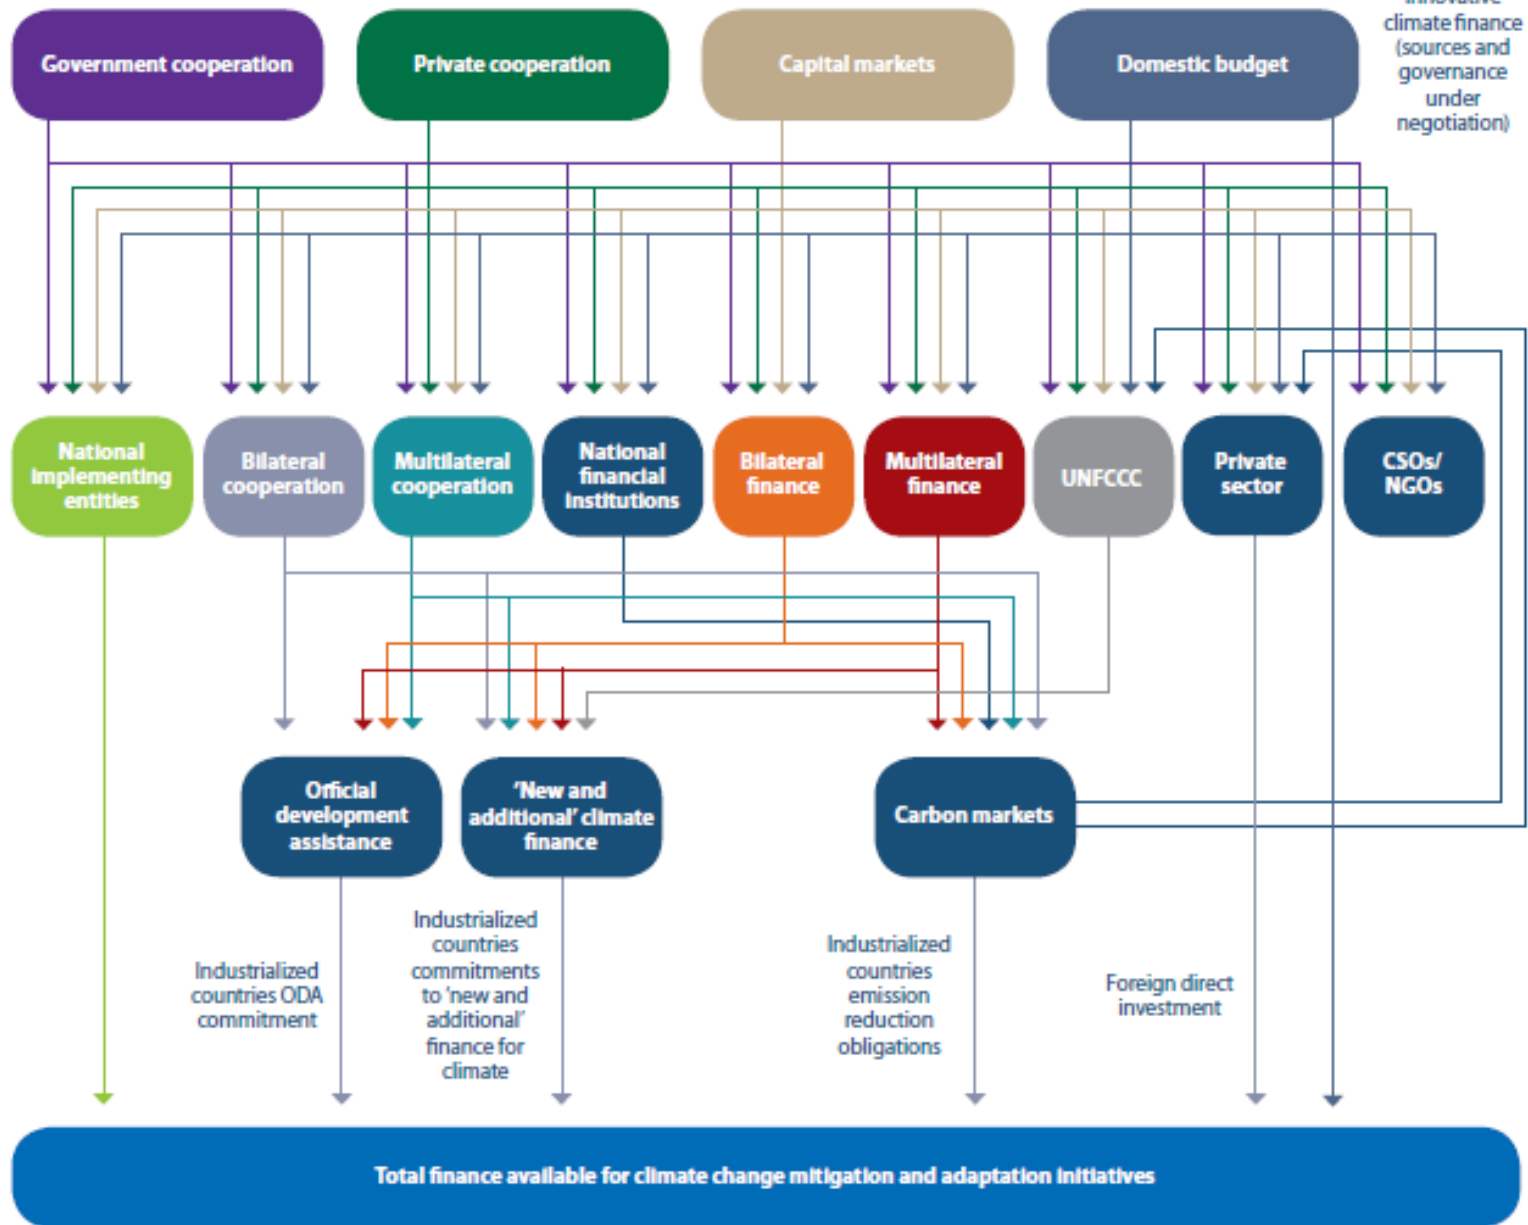 Government cooperation
Private cooperation
Capital markets
Domestic budget
climate finance
(sources and
governance
under
negotiation)
National
implementing
entities
Bilateral
cooperation
Multilateral
cooperation
National
financial
institutions
Bilateral
finance
Multilateral
finance
UNFCCC
Private
sector
CSOs/
NGOs
Official
development
assistance
'New and
additional' climate
finance
Carbon markets
Industrialized
countries ODA
commitment
Industrialized
countries
commitments
to 'new and
additional'
finance for
climate
Industrialized
countries
emission
reduction
obligations
Foreign direct
investment
Total finance available for climate change mitigation and adaptation initiatives